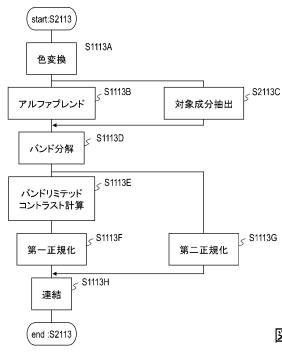 start:S2113
色変換
S1113A
アルファブレンド
S1113B
対象成分抽出
S2113C
バンド分解
S1113D
バンドリミテッド
コントラスト計算
S1113E
第一正規化
S1113F
第二正規化
S1113G
連結
S1113H
end :S2113